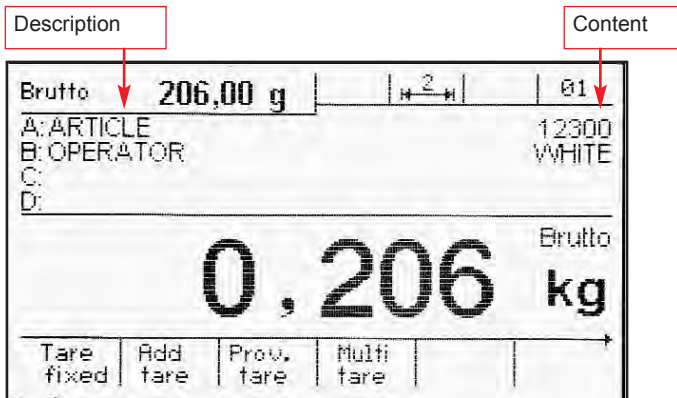 Description Content
Brutto 206,00 g 2 01
A: ARTICLE 12300
B: OPERATOR WHITE
C:
D:
Brutto
0,206 kg
Tare Add Prov. Multi
fixed tare tare tare